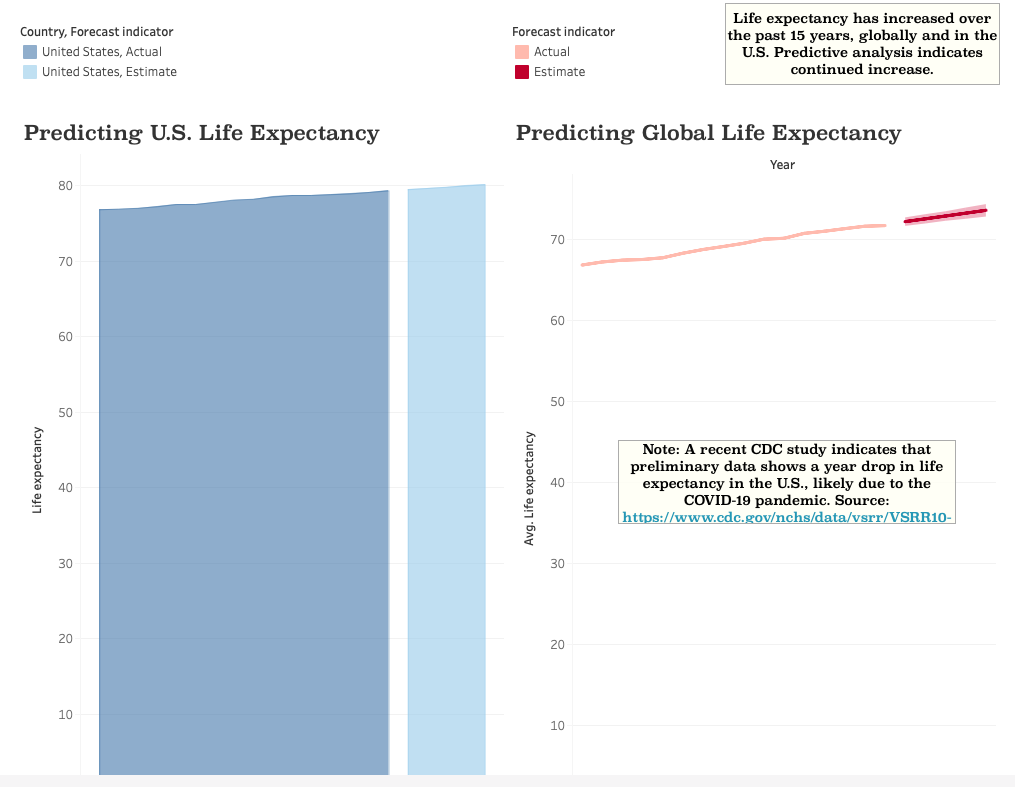 Country, Forecast indicator
United States, Actual
United States, Estimate
Forecast indicator
Actual
Estimate
Life expectancy has increased over
the past 15 years, globally and in the
U.S. Predictive analysis indicates
continued increase.
Predicting U.S. Life Expectancy
80
70
60
50
40
30
20
10
Life expectancy
Predicting Global Life Expectancy
Year
70
60
50
40
30
20
10
Avg. Life expectancy
Note: A recent CDC study indicates that
preliminary data shows a year drop in life
expectancy in the U.S., likely due to the
COVID-19 pandemic. Source:
https://www.cdc.gov/nchs/data/vsrr/VSRR10-